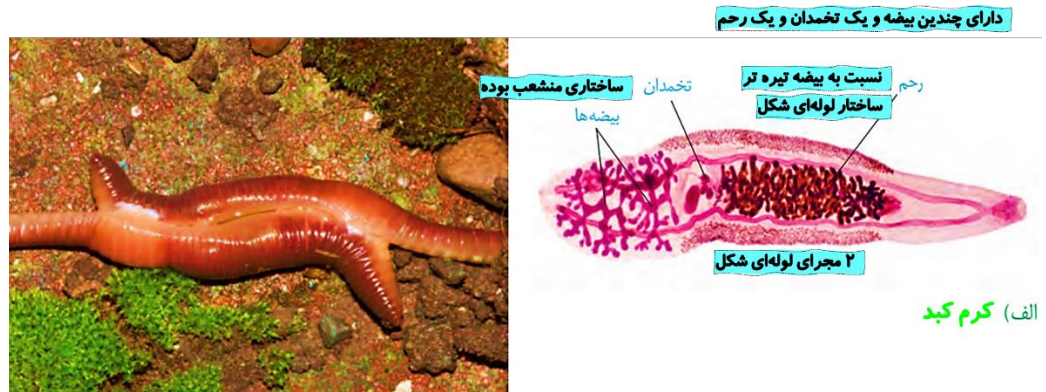 دارای چندین بیضه و یک تخمدان و یک رحم
رحم
نسبت به بیضه تیره تر
ساختار لوله‌ای شکل
تخمدان
ساختاری منشعب بوده
بیضه‌ها
۲ مجرای لوله‌ای شکل
الف) کرم کبد